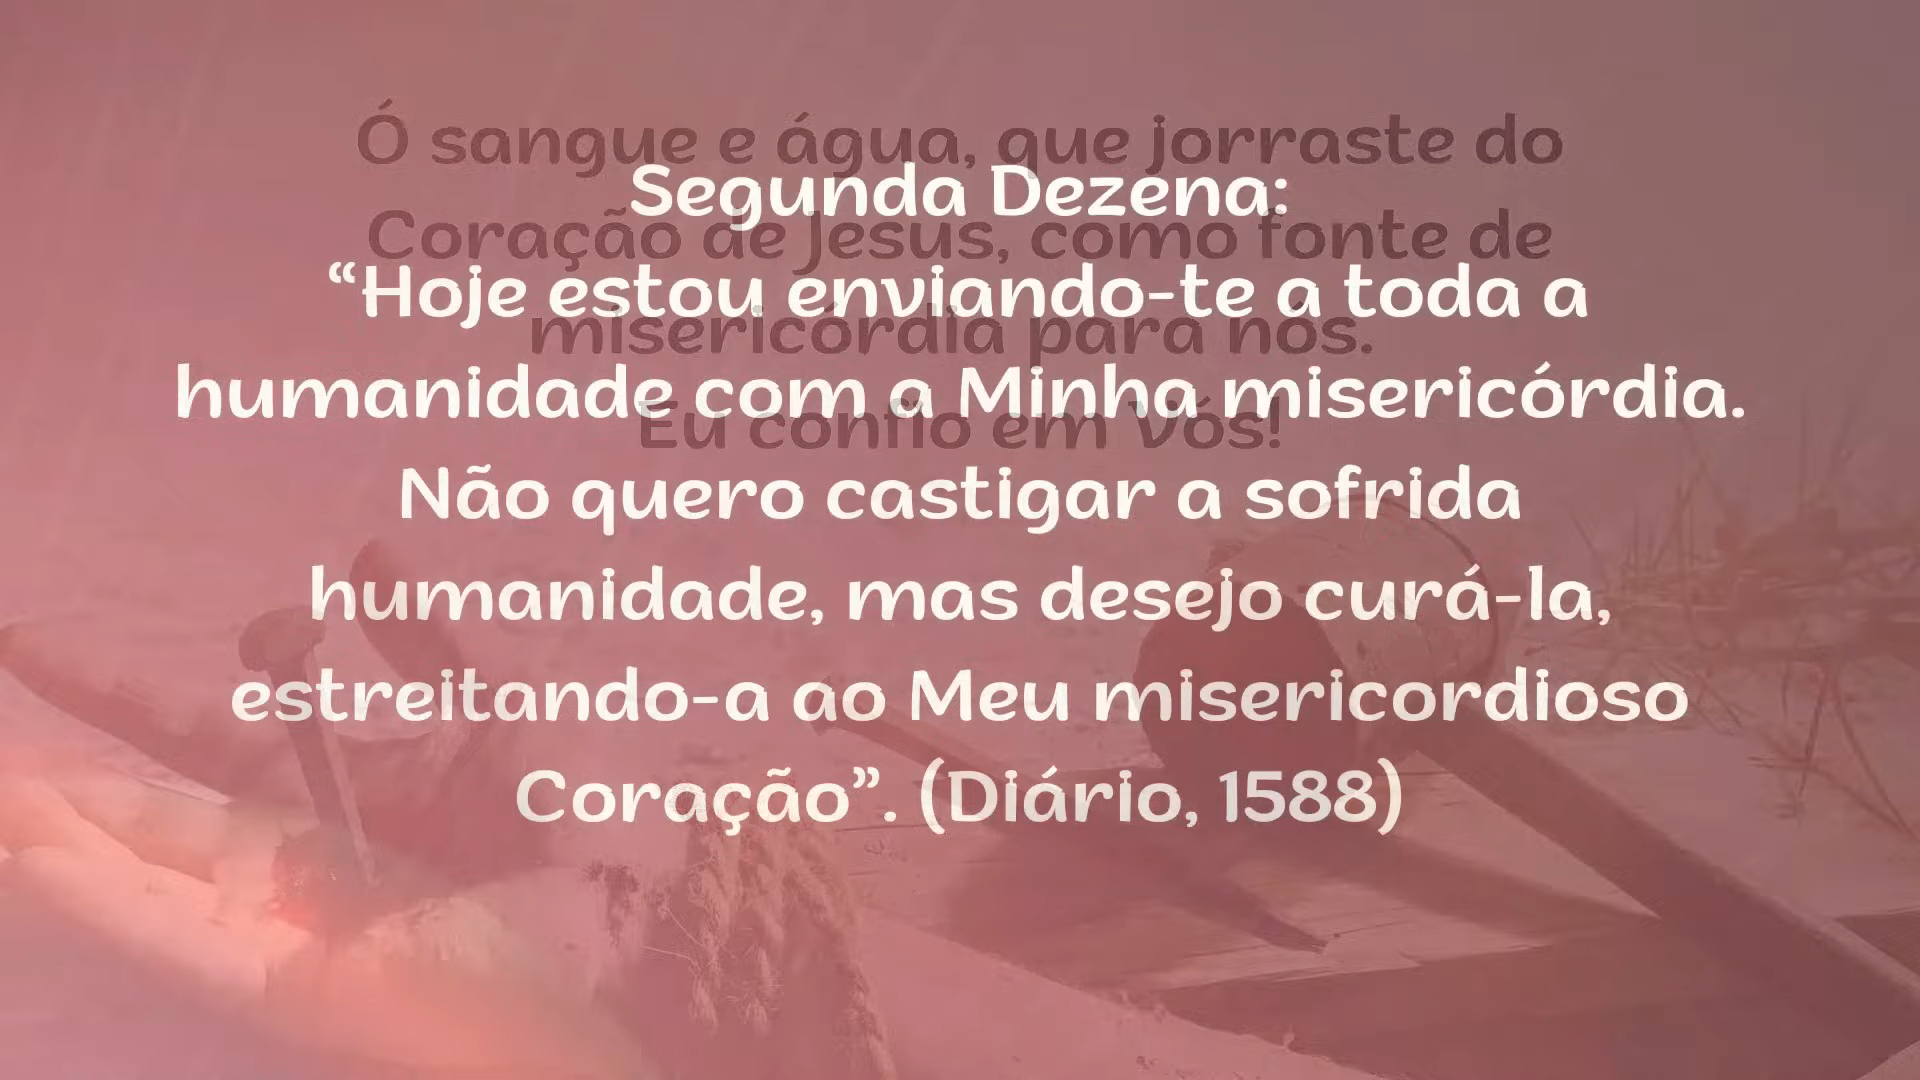 Ó sangue e água, que jorraste do
Coração de Jesus, como fonte de
misericórdia para nós.
Eu confio em Vós!
Segunda Dezena:
“Hoje estou enviando-te a toda a
humanidade com a Minha misericórdia.
Não quero castigar a sofrida
humanidade, mas desejo curá-la,
estreitando-a ao Meu misericordioso
Coração”. (Diário, 1588)